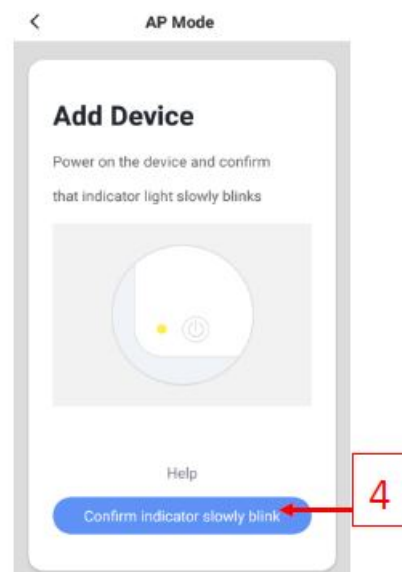 AP Mode
Add Device
Power on the device and confirm
that indicator light slowly blinks
Help
Confirm indicator slowly blink
4